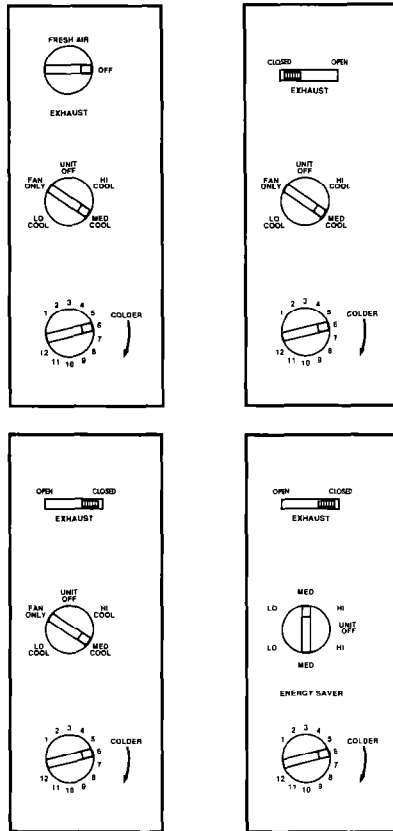 FRESH AIR
OFF
EXHAUST
UNIT
OFF
FAN
ONLY
HI
COOL
LO
COOL
MED
COOL
1 2 3 4 5 6 7 8 9 10 11 12
COLDER
CLOSED OPEN
EXHAUST
UNIT
OFF
FAN
ONLY
HI
COOL
LO
COOL
MED
COOL
1 2 3 4 5 6 7 8 9 10 11 12
COLDER
OPEN CLOSED
EXHAUST
UNIT
OFF
FAN
ONLY
HI
COOL
LO
COOL
MED
COOL
1 2 3 4 5 6 7 8 9 10 11 12
COLDER
OPEN CLOSED
EXHAUST
MED
LO HI
UNIT
OFF
LO HI
MED
ENERGY SAVER
1 2 3 4 5 6 7 8 9 10 11 12
COLDER